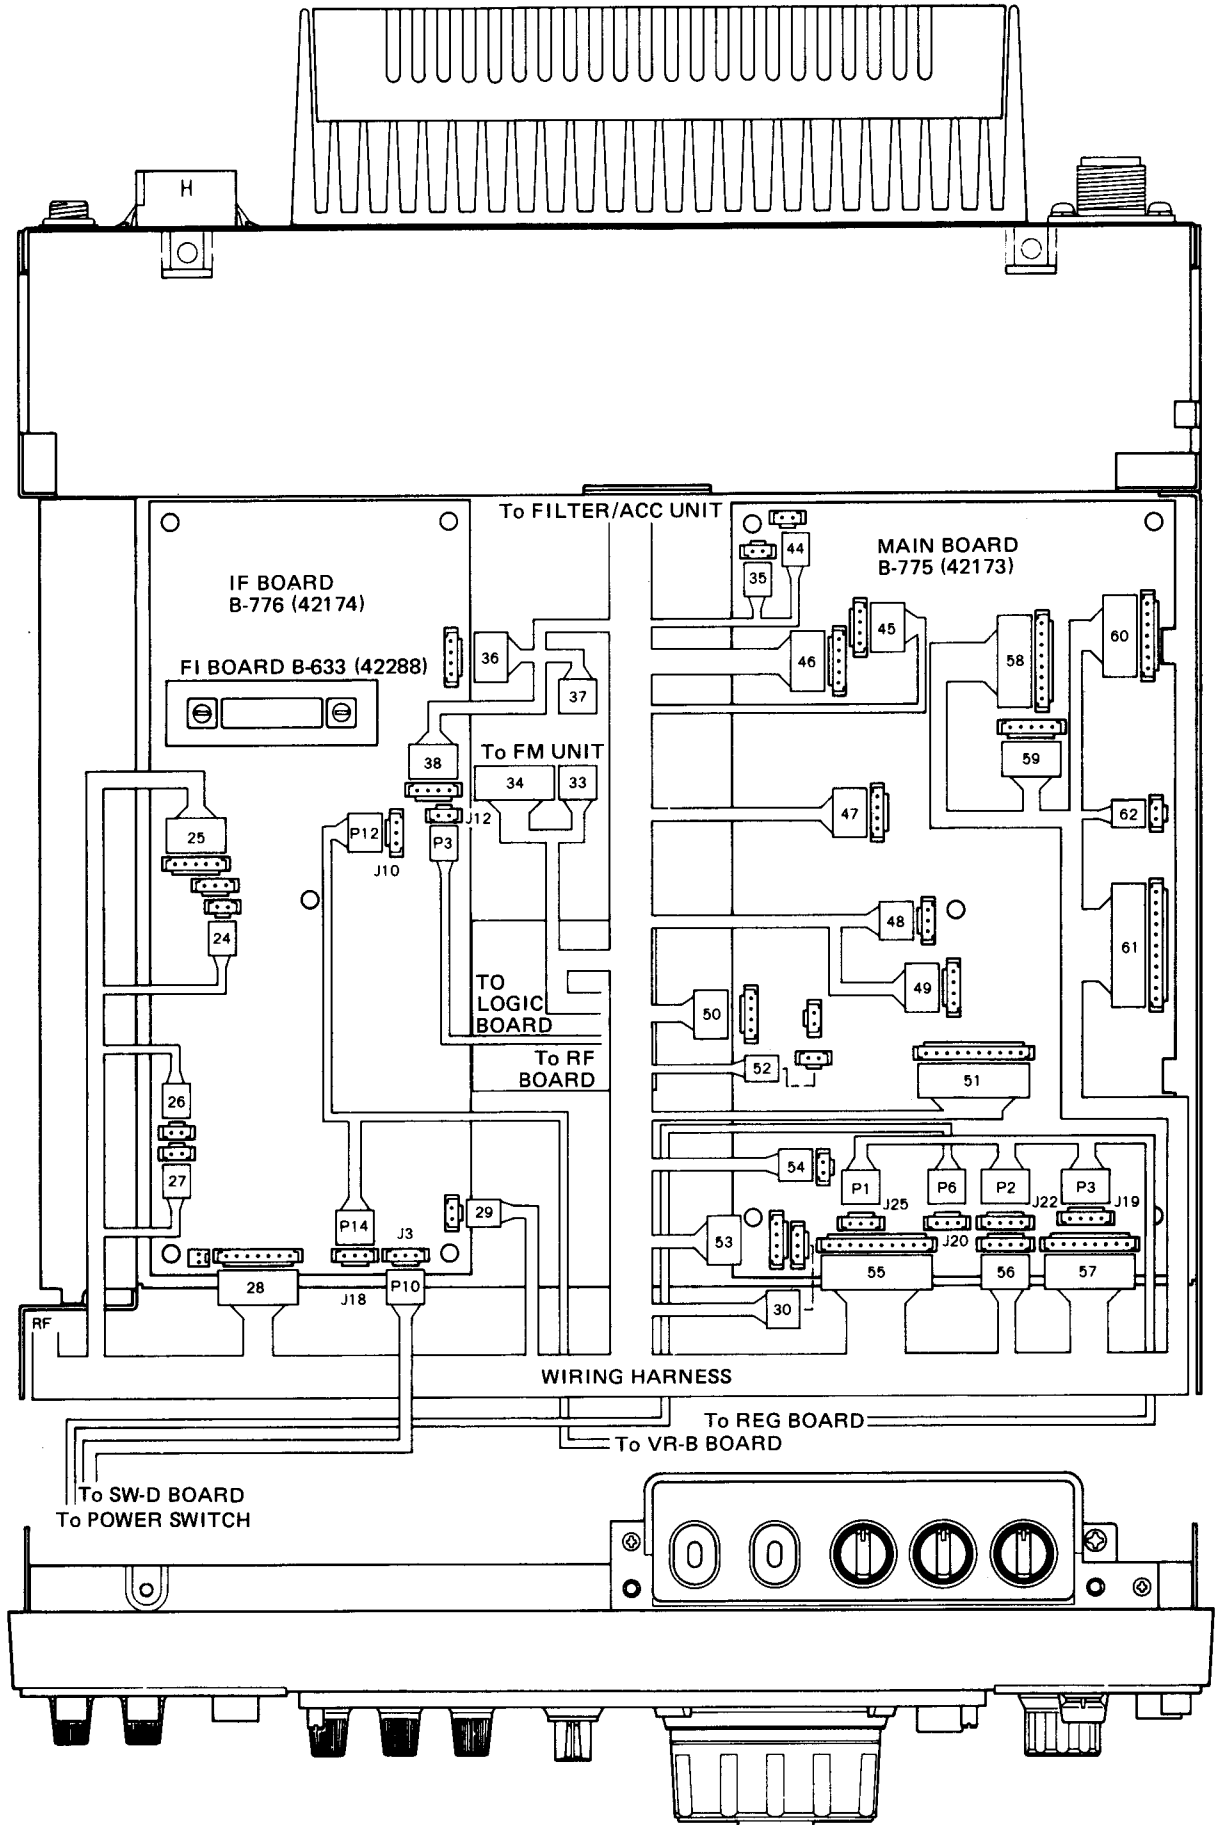 H
To FILTER/ACC UNIT
IF BOARD
B-776 (42174)
MAIN BOARD
B-775 (42173)
44
35
45
60
36
46
58
FI BOARD B-633 (42288)
37
To FM UNIT
38
34
33
59
47
62
25
P12
J12
P3
J10
24
48
61
49
TO
LOGIC
BOARD
50
To RF
BOARD
52
51
26
27
54
P1
P6
P2
P3
J25
J22
J19
29
P14
J3
53
J20
28
J18
P10
55
56
57
30
RF
WIRING HARNESS
To REG BOARD
To VR-B BOARD
To SW-D BOARD
To POWER SWITCH